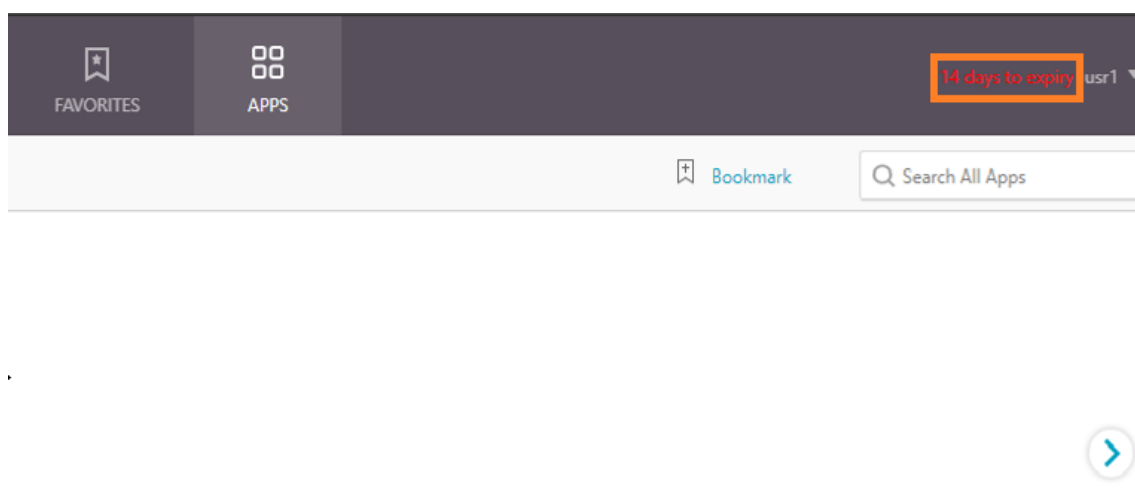 FAVORITES
APPS
14 days to expiry usr1
Bookmark
Search All Apps